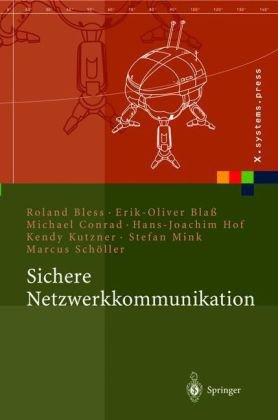 X.systems.press
Roland Bless · Erik-Oliver Blaß
Michael Conrad · Hans-Joachim Hof
Kendy Kutzner · Stefan Mink
Marcus Schöller
Sichere
Netzwerkkommunikation
Springer